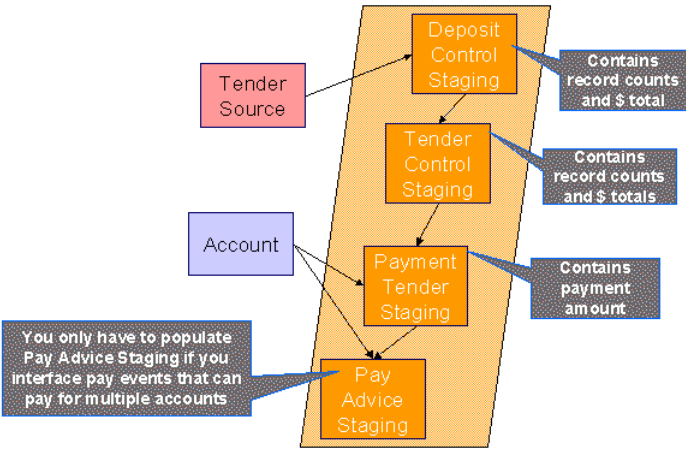 Deposit
Control
Staging
Contains
record counts
and $ total
Tender
Source
Tender
Control
Staging
Contains
record counts
and $ totals
Account
Payment
Tender
Staging
Contains
payment
amount
You only have to populate
Pay Advice Staging if you
interface pay events that can
pay for multiple accounts
Pay
Advice
Staging